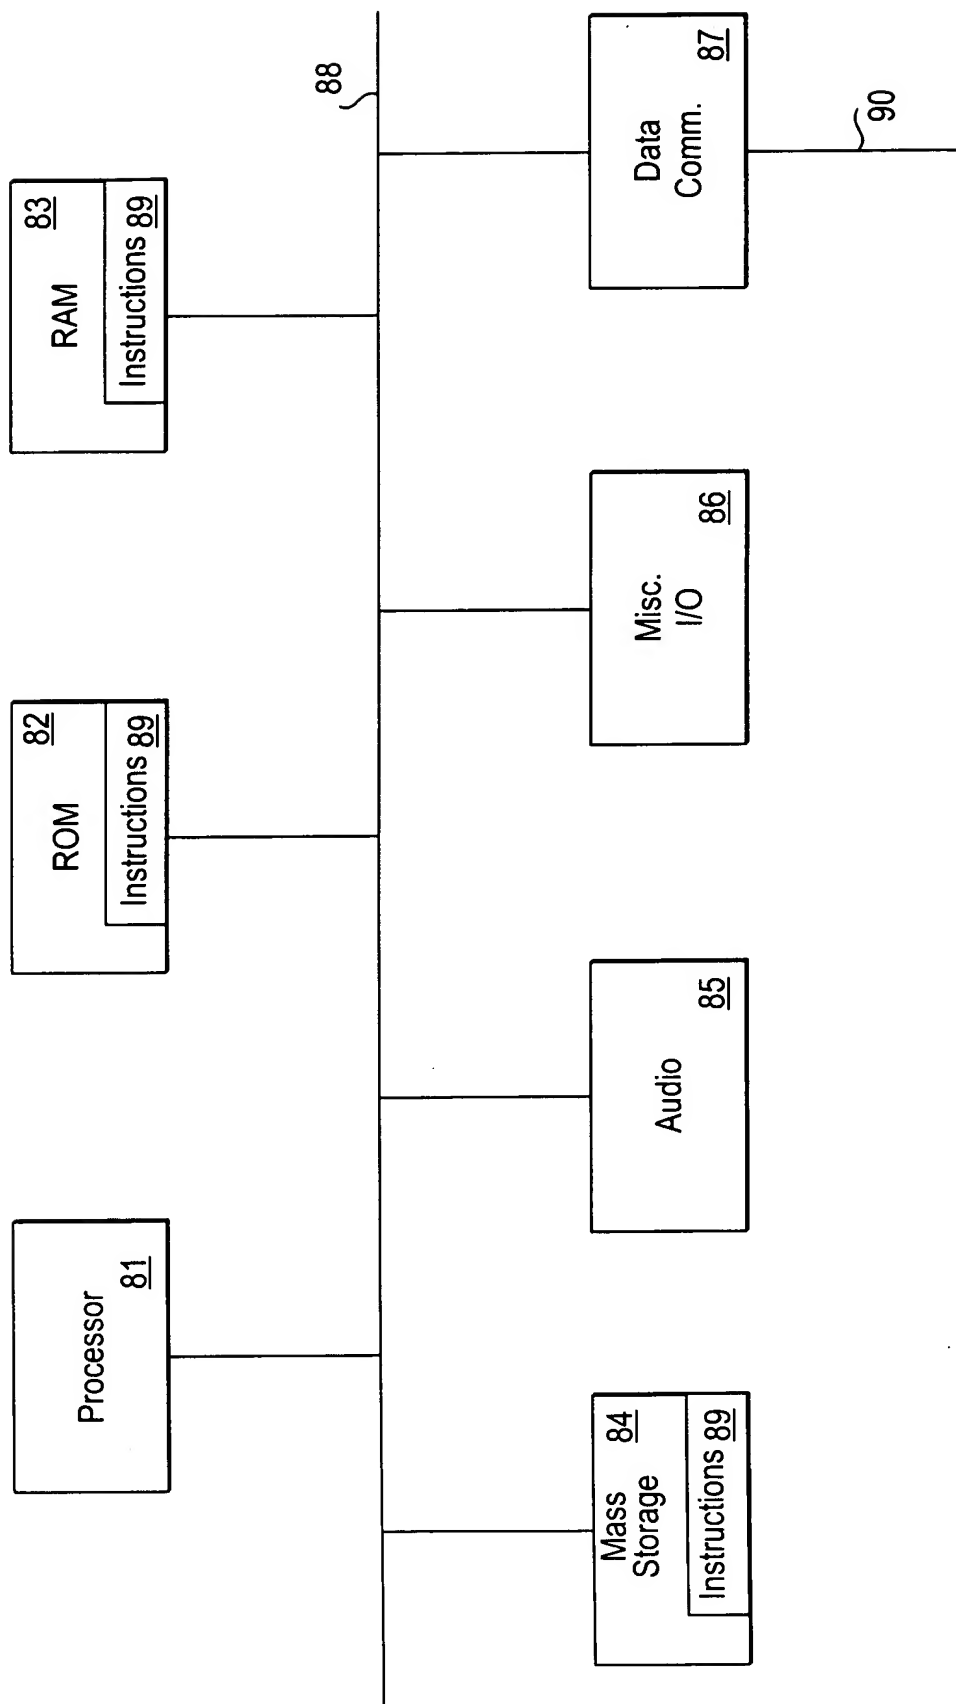 Processor
81
ROM
82
Instructions 89
RAM
83
Instructions 89
88
Mass
Storage
84
Instructions 89
Audio
85
Misc.
I/O
86
Data
Comm.
87
90